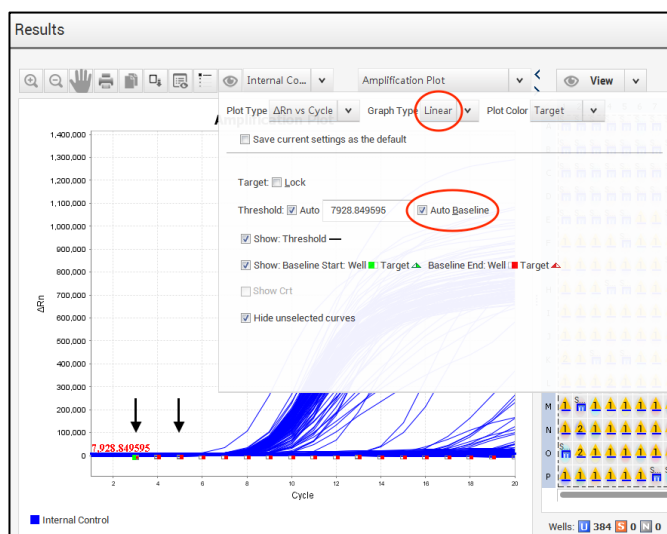 Results
Internal Co...
Amplification Plot
View
Plot Type ΔRn vs Cycle Graph Type Linear Plot Color Target
Save current settings as the default
Target: Lock
Threshold: Auto 7928.849595 Auto Baseline
Show: Threshold
Show: Baseline Start: Well Target Baseline End: Well Target
Show Crt
Hide unselected curves
1,400,000
1,300,000
1,200,000
1,100,000
1,000,000
900,000
800,000
700,000
600,000
500,000
400,000
300,000
200,000
100,000
0
ΔRn
7,928.849595
2 4 6 8 10 12 14 16 18 20
Cycle
Internal Control
M
N
O
P
Wells: U 384 S 0 N 0